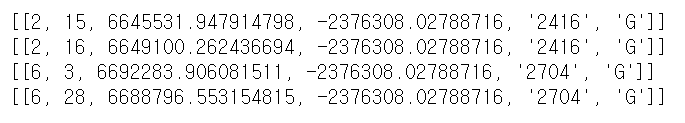 [[2, 15, 6645531.947914798, -2376308.02788716, '2416', 'G']]
[[2, 16, 6649100.262436694, -2376308.02788716, '2416', 'G']]
[[6, 3, 6692283.906081511, -2376308.02788716, '2704', 'G']]
[[6, 28, 6688796.553154815, -2376308.02788716, '2704', 'G']]